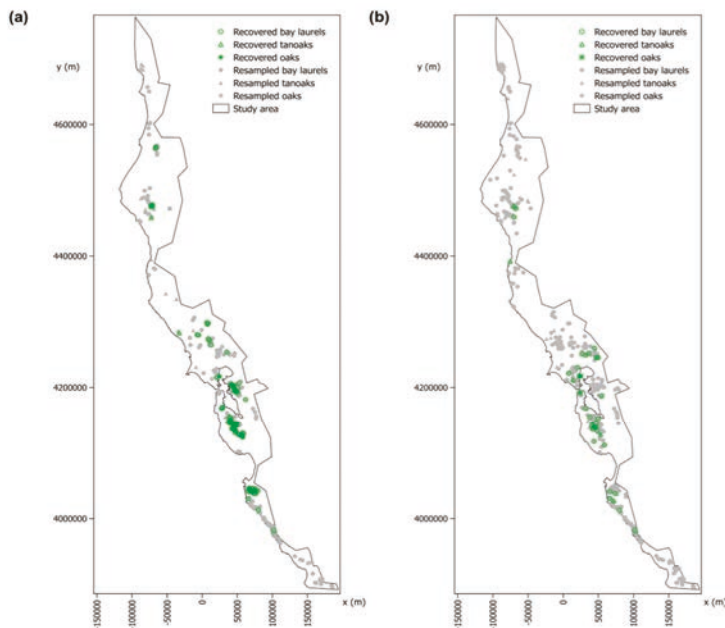 (a)
y (m)
4600000
4400000
4200000
4000000
Recovered bay laurels
Recovered tanoaks
Recovered oaks
Resampled bay laurels
Resampled tanoaks
Resampled oaks
Study area
x (m)
-150000
-100000
-50000
0
50000
100000
150000
(b)
y (m)
4600000
4400000
4200000
4000000
Recovered bay laurels
Recovered tanoaks
Recovered oaks
Resampled bay laurels
Resampled tanoaks
Resampled oaks
Study area
x (m)
-150000
-100000
-50000
0
50000
100000
150000